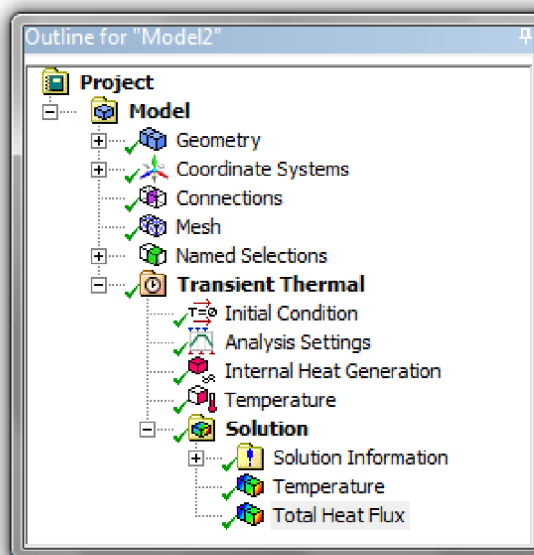 Outline for "Model2"
Project
Model
Geometry
Coordinate Systems
Connections
Mesh
Named Selections
Transient Thermal
T=0 Initial Condition
Analysis Settings
Internal Heat Generation
Temperature
Solution
Solution Information
Temperature
Total Heat Flux